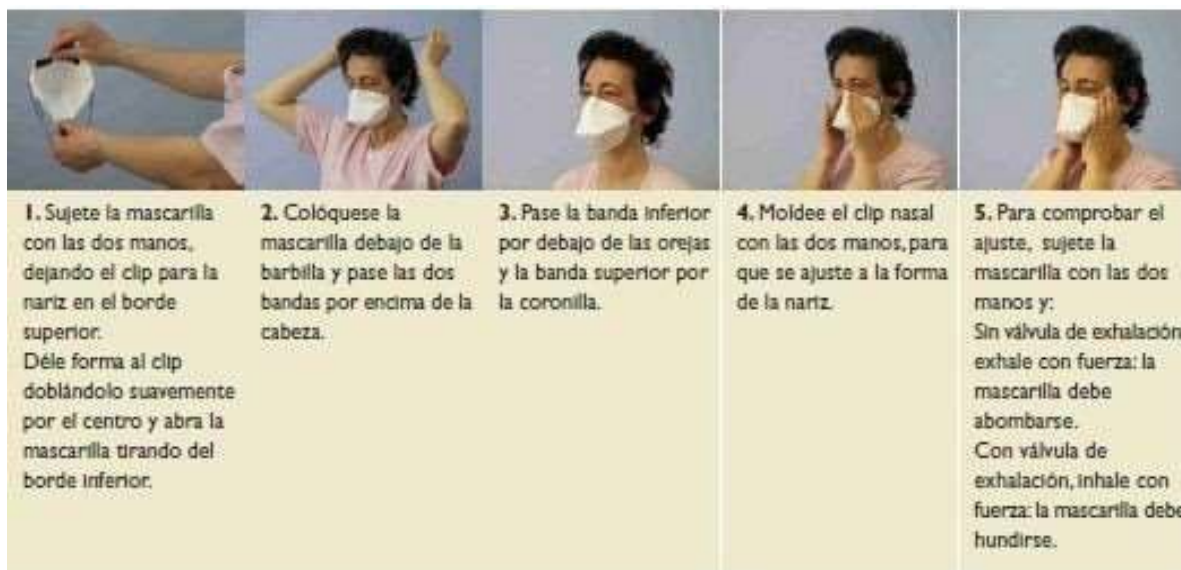 1. Sujete la mascarilla
con las dos manos,
dejando el clip para la
nariz en el borde
superior.
Déle forma al clip
doblándolo suavemente
por el centro y abra la
mascarilla tirando del
borde inferior.
2. Colóquese la
mascarilla debajo de la
barbilla y pase las dos
bandas por encima de la
cabeza.
3. Pase la banda inferior
por debajo de las orejas
y la banda superior por
la coronilla.
4. Moldee el clip nasal
con las dos manos, para
que se ajuste a la forma
de la nariz.
5. Para comprobar el
ajuste, sujete la
mascarilla con las dos
manos y:
Sin válvula de exhalación
exhale con fuerza: la
mascarilla debe
abombarse.
Con válvula de
exhalación, inhale con
fuerza: la mascarilla debe
hundirse.